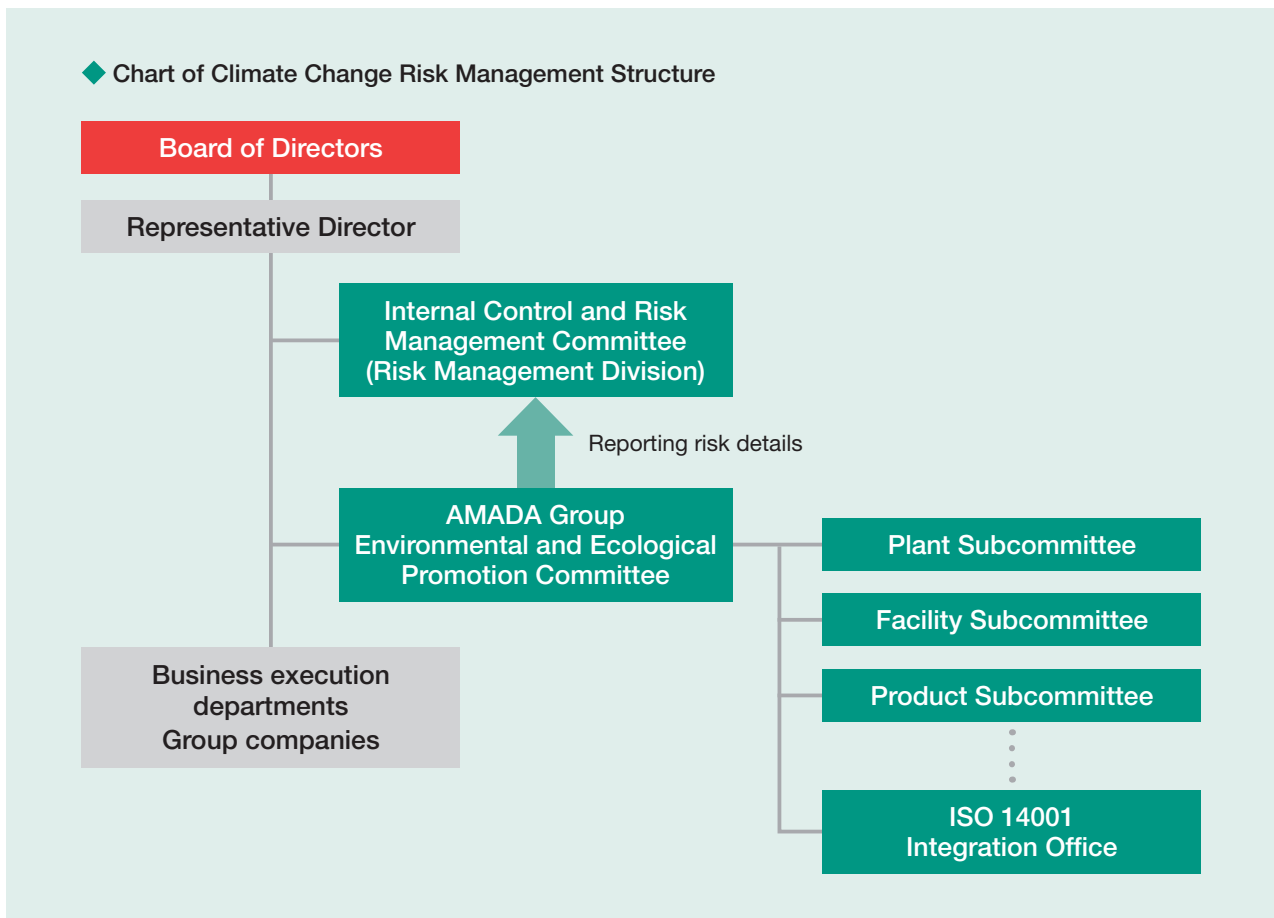 Chart of Climate Change Risk Management Structure
Board of Directors
Representative Director
Internal Control and Risk
Management Committee
(Risk Management Division)
Reporting risk details
AMADA Group
Environmental and Ecological
Promotion Committee
Plant Subcommittee
Facility Subcommittee
Product Subcommittee
ISO 14001
Integration Office
Business execution
departments
Group companies